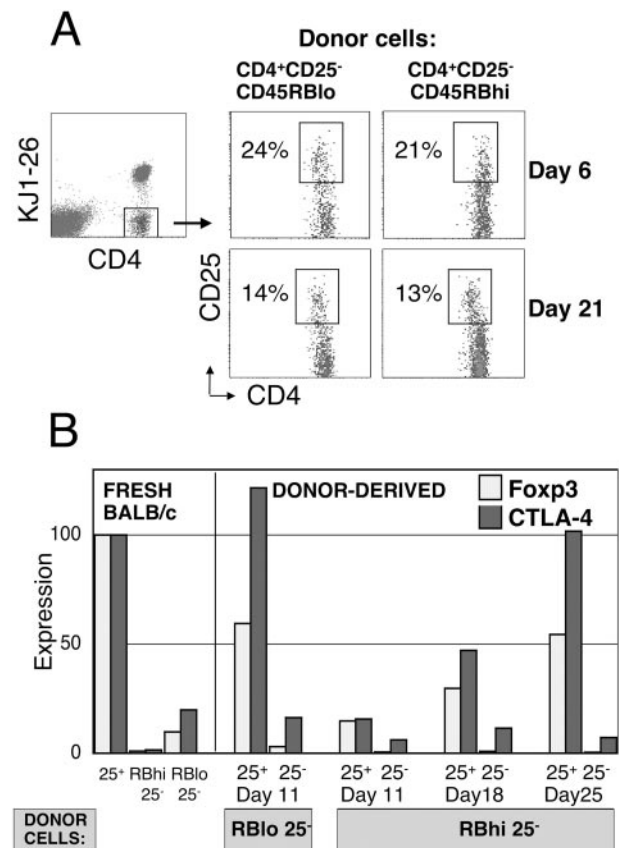 A
Donor cells:
CD4+CD25-
CD45RBlo
CD4+CD25-
CD45RBhi
KJ1-26
CD4
24%
21%
Day 6
CD25
14%
13%
Day 21
CD4
B
FRESH
BALB/c
DONOR-DERIVED
Foxp3
CTLA-4
Expression
100
50
0
25+ RBhi RBlo
25- 25-
25+ 25-
Day 11
25+ 25-
Day 11
25+ 25-
Day18
25+ 25-
Day25
DONOR
CELLS:
RBlo 25-
RBhi 25-